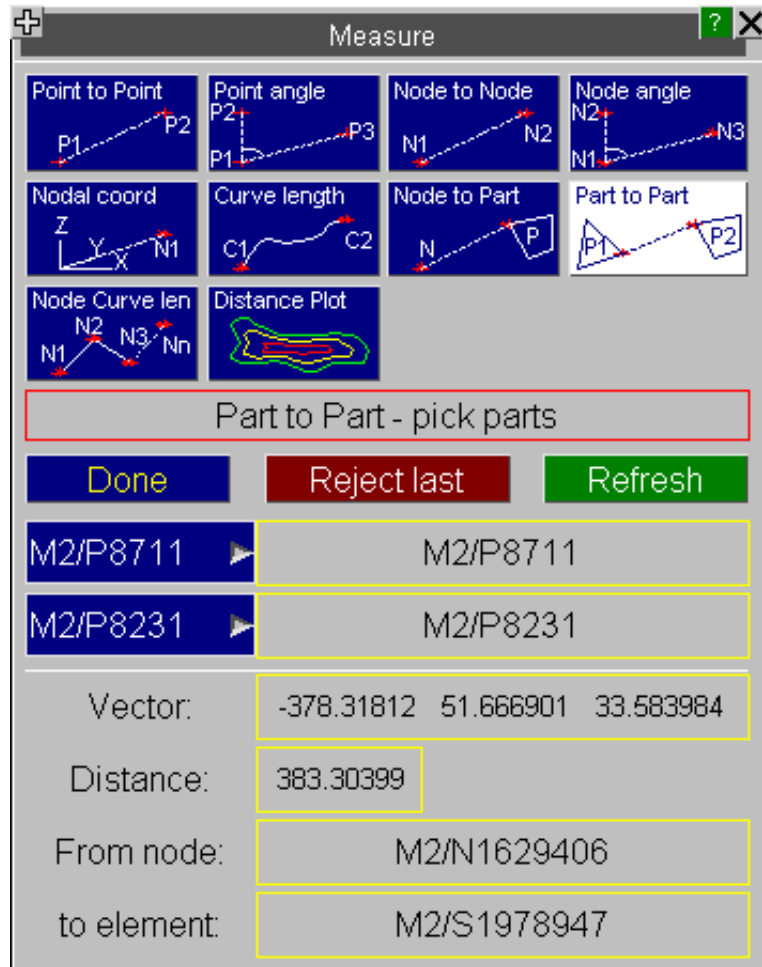 ?
Measure
Point to Point
P1
P2
Point angle
P2
P3
P1
Node to Node
N1
N2
Node angle
N2
N3
N1
Nodal coord
Z
Y
X
N1
Curve length
C1
C2
Node to Part
N
P
Part to Part
P1
P2
Node Curve len
N1
N2
N3
Nn
Distance Plot
Part to Part - pick parts
Done Reject last Refresh
M2/P8711 M2/P8711
M2/P8231 M2/P8231
Vector: -378.31812 51.666901 33.583984
Distance: 383.30399
From node: M2/N1629406
to element: M2/S1978947